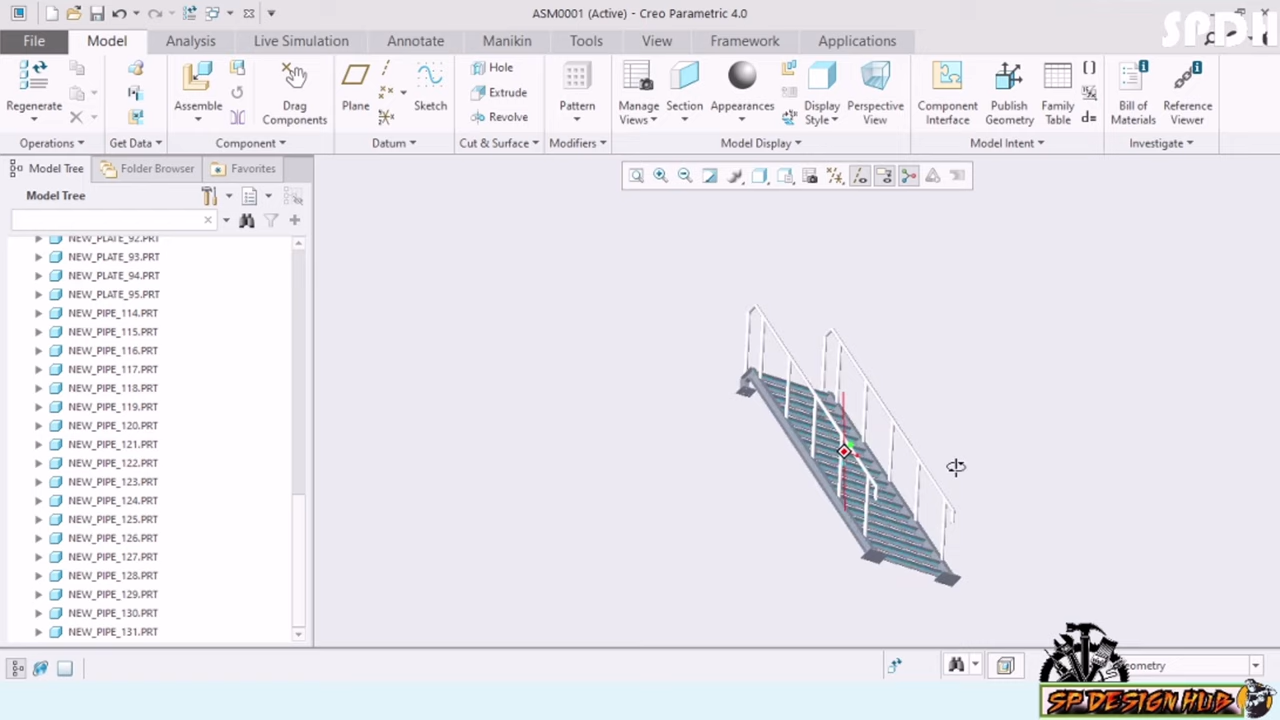 ASM0001 (Active) - Creo Parametric 4.0
SPDH
File Model Analysis Live Simulation Annotate Manikin Tools View Framework Applications
Regenerate
Operations
Get Data
Assemble
Drag Components
Component
Plane
Sketch
Datum
Hole
Extrude
Revolve
Cut & Surface
Pattern
Modifiers
Manage Views
Section
Appearances
Display Style
Perspective View
Model Display
Component Interface
Publish Geometry
Family Table
d=
Model Intent
Bill of Materials
Reference Viewer
Investigate
Model Tree Folder Browser Favorites
Model Tree
NEW_PLATE_92.PRT
NEW_PLATE_93.PRT
NEW_PLATE_94.PRT
NEW_PLATE_95.PRT
NEW_PIPE_114.PRT
NEW_PIPE_115.PRT
NEW_PIPE_116.PRT
NEW_PIPE_117.PRT
NEW_PIPE_118.PRT
NEW_PIPE_119.PRT
NEW_PIPE_120.PRT
NEW_PIPE_121.PRT
NEW_PIPE_122.PRT
NEW_PIPE_123.PRT
NEW_PIPE_124.PRT
NEW_PIPE_125.PRT
NEW_PIPE_126.PRT
NEW_PIPE_127.PRT
NEW_PIPE_128.PRT
NEW_PIPE_129.PRT
NEW_PIPE_130.PRT
NEW_PIPE_131.PRT
SP DESIGN HUB